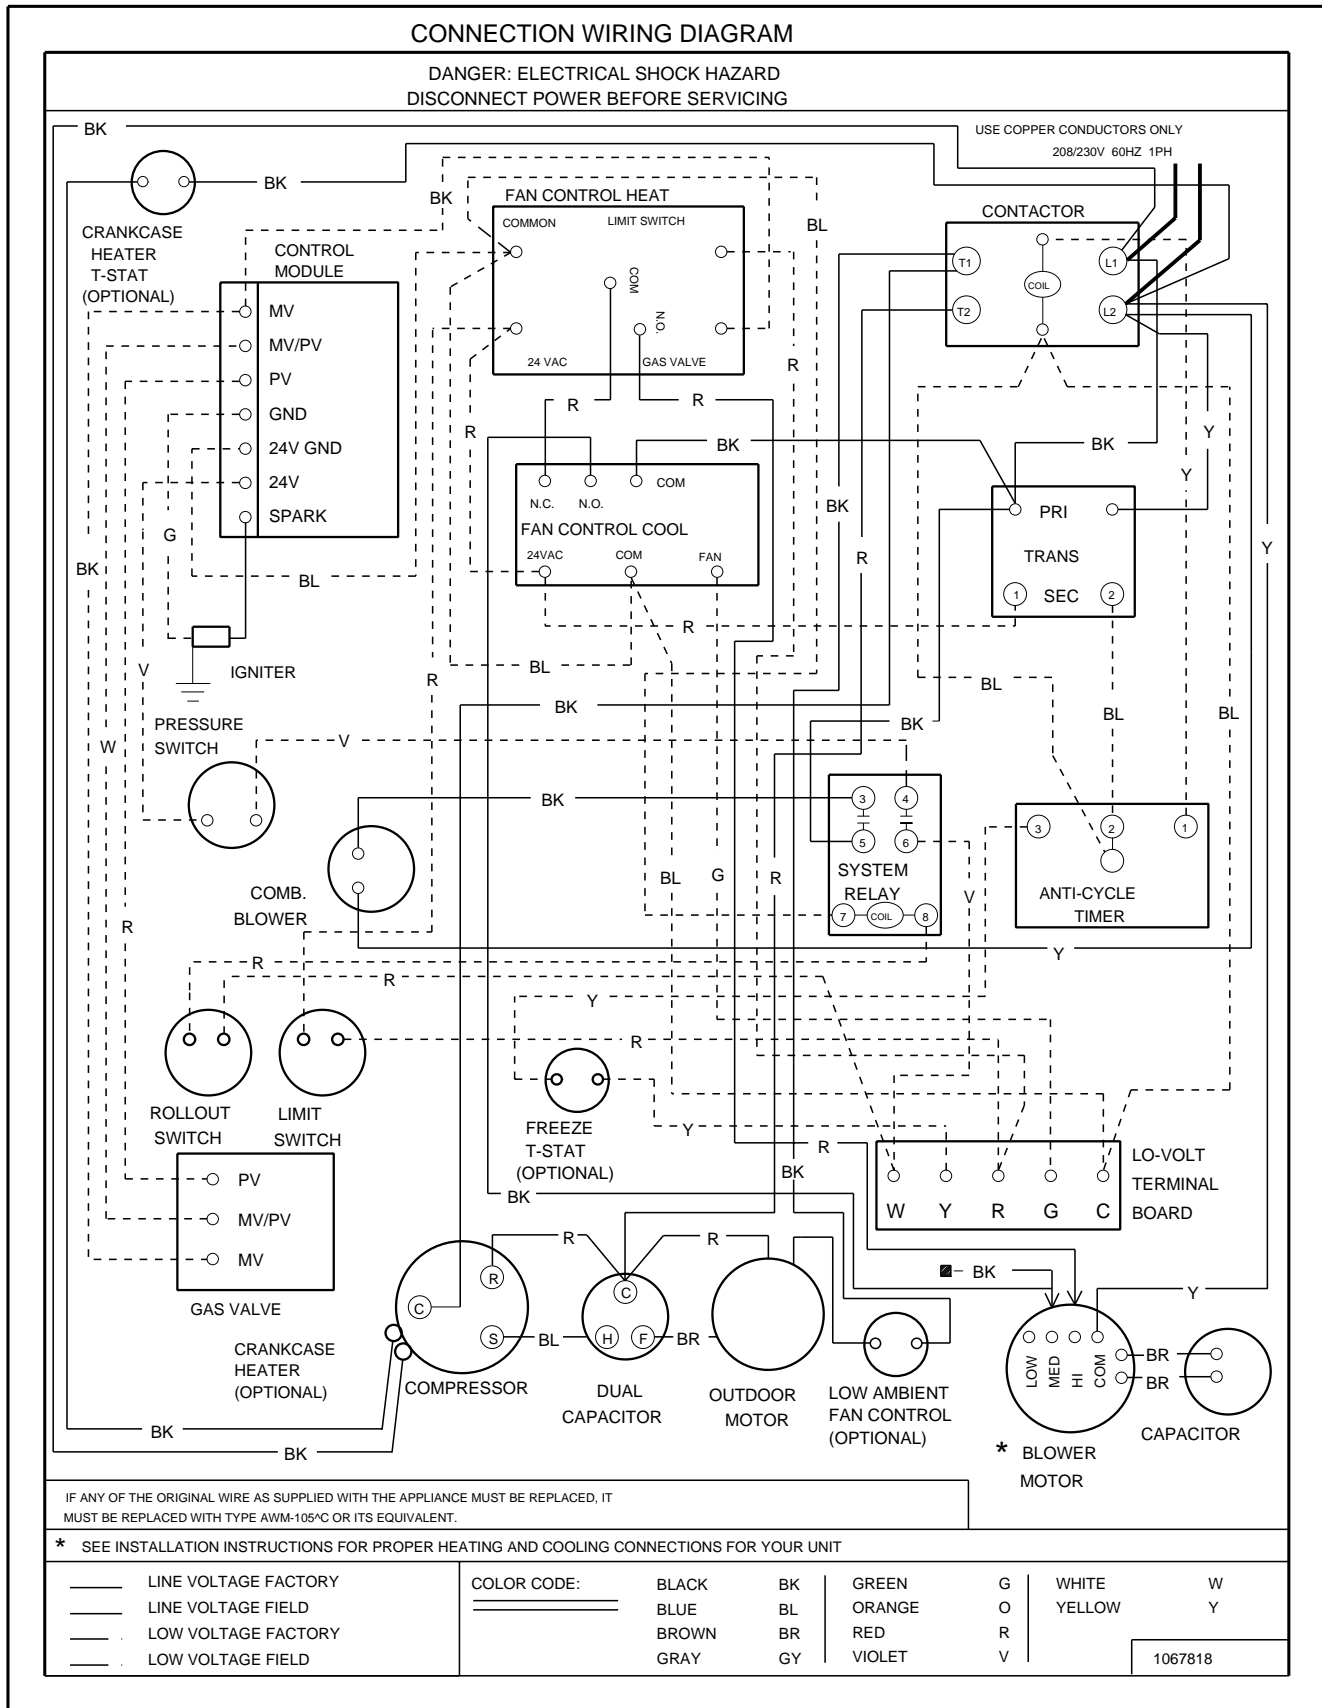 CONNECTION WIRING DIAGRAM
DANGER: ELECTRICAL SHOCK HAZARD
DISCONNECT POWER BEFORE SERVICING
BK
USE COPPER CONDUCTORS ONLY
208/230V 60HZ 1PH
BK
BK
FAN CONTROL HEAT
COMMON
LIMIT SWITCH
COM
N.O.
24 VAC
GAS VALVE
BL
CONTACTOR
T1
COIL
L1
T2
L2
CRANKCASE
HEATER
T-STAT
(OPTIONAL)
CONTROL
MODULE
MV
MV/PV
PV
GND
24V GND
24V
SPARK
R
R
R
R
BK
BK
Y
Y
COM
N.C.
N.O.
FAN CONTROL COOL
24VAC
COM
FAN
BK
R
PRI
TRANS
1
SEC
2
Y
G
BK
BL
R
IGNITER
V
BL
R
BL
BL
BL
BK
BK
PRESSURE
SWITCH
W
V
BK
3
4
5
6
SYSTEM
RELAY
7
COIL
8
3
2
1
ANTI-CYCLE
TIMER
COMB.
BLOWER
BL
G
R
V
R
Y
R
R
Y
R
ROLLOUT
SWITCH
LIMIT
SWITCH
FREEZE
T-STAT
(OPTIONAL)
Y
R
BK
BK
LO-VOLT
TERMINAL
BOARD
W
Y
R
G
C
PV
MV/PV
MV
GAS VALVE
R
R
BK
Y
R
C
S
BL
C
H
F
BR
LOW
MED
HI
COM
BR
BR
CRANKCASE
HEATER
(OPTIONAL)
COMPRESSOR
DUAL
CAPACITOR
OUTDOOR
MOTOR
LOW AMBIENT
FAN CONTROL
(OPTIONAL)
* BLOWER
MOTOR
CAPACITOR
BK
BK
IF ANY OF THE ORIGINAL WIRE AS SUPPLIED WITH THE APPLIANCE MUST BE REPLACED, IT
MUST BE REPLACED WITH TYPE AWM-105^C OR ITS EQUIVALENT.
* SEE INSTALLATION INSTRUCTIONS FOR PROPER HEATING AND COOLING CONNECTIONS FOR YOUR UNIT
LINE VOLTAGE FACTORY
LINE VOLTAGE FIELD
LOW VOLTAGE FACTORY
LOW VOLTAGE FIELD
COLOR CODE:
BLACK BK
BLUE BL
BROWN BR
GRAY GY
GREEN G
ORANGE O
RED R
VIOLET V
WHITE W
YELLOW Y
1067818